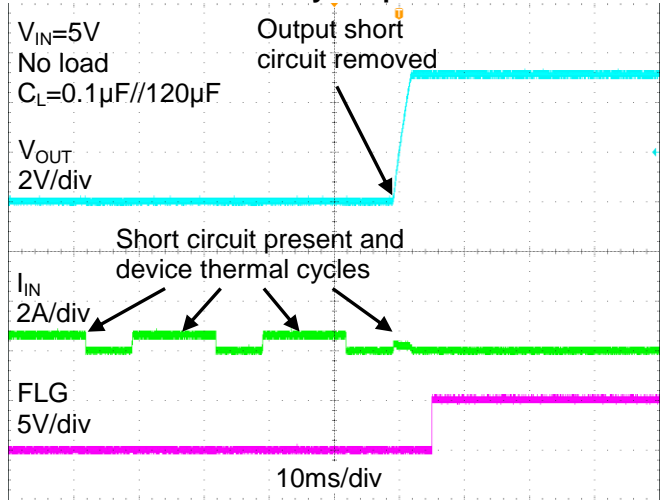 T
V_IN=5V
No load
C_L=0.1µF//120µF
Output short
circuit removed
V_OUT
2V/div
Short circuit present and
device thermal cycles
I_IN
2A/div
FLG
5V/div
10ms/div